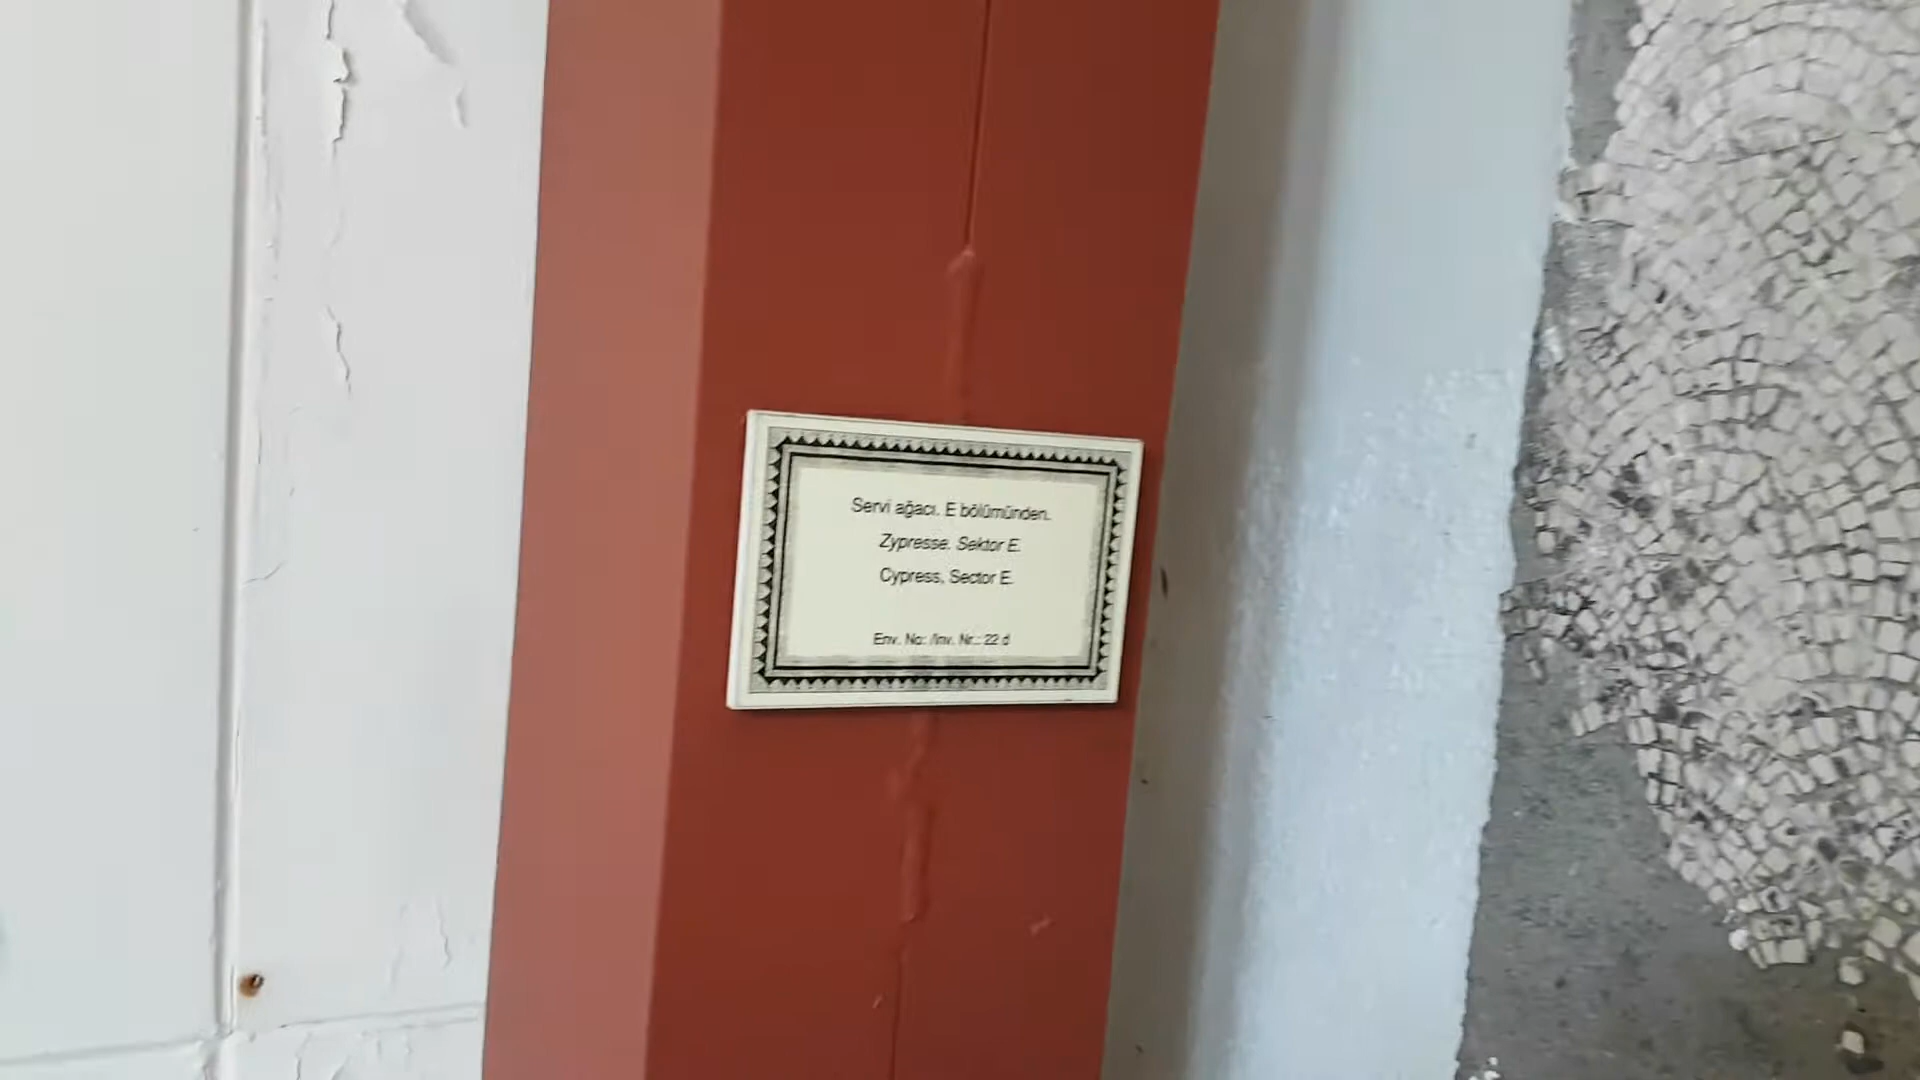 Servi ağacı. E bölümünden.
Zypresse. Sektor E.
Cypress, Sector E.
Env. No: /Inv. Nr.: 22 d